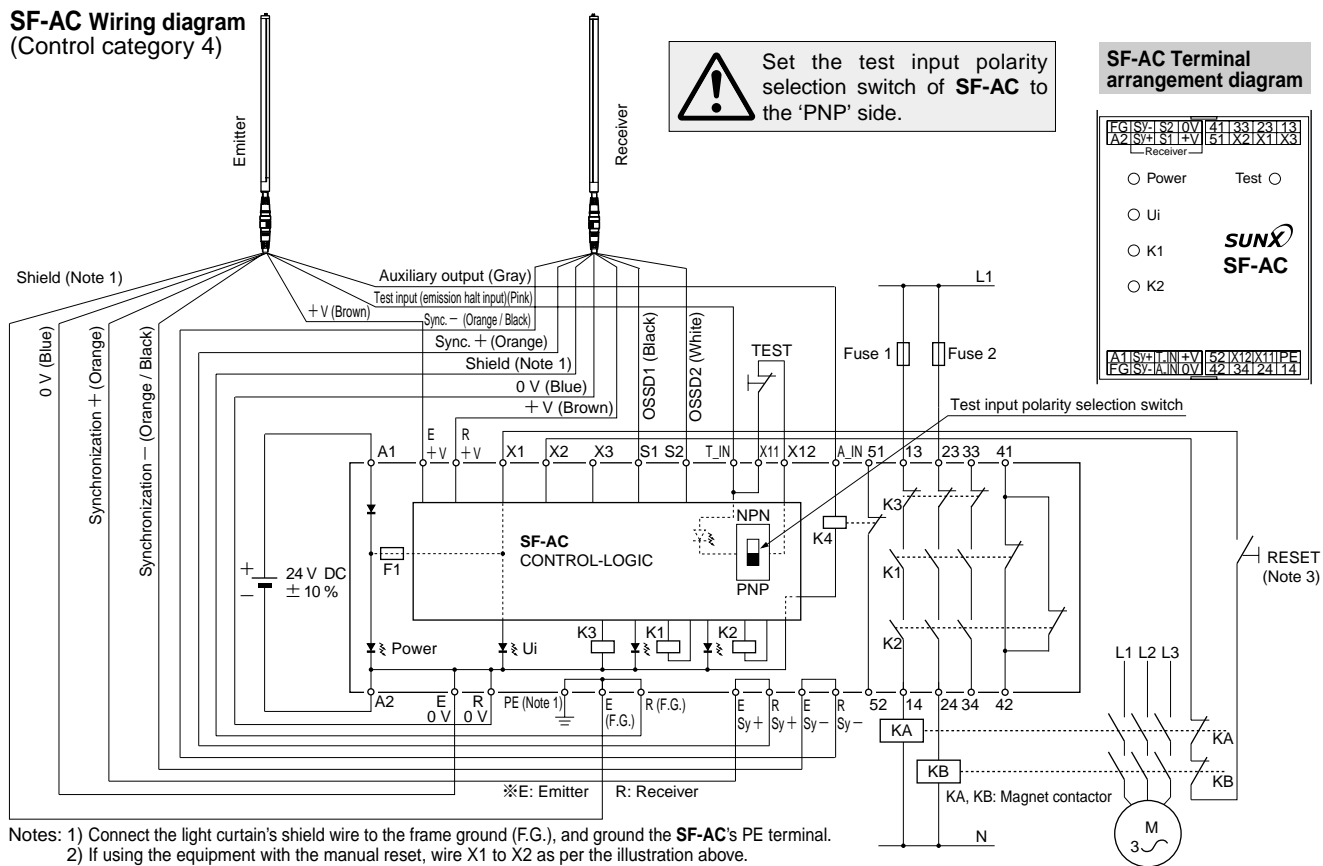 SF-AC Wiring diagram
(Control category 4)
Set the test input polarity
selection switch of SF-AC to
the ‘PNP’ side.
SF-AC Terminal
arrangement diagram
FG Sy- S2 0V 41 33 23 13
A2 Sy+ S1 +V 51 X2 X1 X3
Receiver
Power
Test
Ui
K1
K2
SUNX
SF-AC
A1 Sy+ T_IN +V 52 X12 X11 PE
FG Sy- A_IN 0V 42 34 24 14
Emitter
Receiver
Shield (Note 1)
0 V (Blue)
Synchronization + (Orange)
Synchronization − (Orange / Black)
+V (Brown)
Auxiliary output (Gray)
Test input (emission halt input)(Pink)
Sync. − (Orange / Black)
Sync. + (Orange)
Shield (Note 1)
0 V (Blue)
+V (Brown)
OSSD1 (Black)
OSSD2 (White)
TEST
L1
Fuse 1
Fuse 2
Test input polarity selection switch
A1
E
+V
R
+V
X1
X2
X3
S1
S2
T_IN
X11
X12
A_IN
51
13
23
33
41
+
−
24 V DC
±10 %
F1
SF-AC
CONTROL-LOGIC
NPN
PNP
K4
K3
K1
K2
RESET
(Note 3)
Power
Ui
K3
K1
K2
A2
E
0 V
R
0 V
PE (Note 1)
E
(F.G.)
R (F.G.)
E
Sy+
R
Sy+
E
Sy−
R
Sy−
52
14
24
34
42
L1 L2 L3
KA
KB
KA
KB
KA, KB: Magnet contactor
※E: Emitter R: Receiver
M
3
N
Notes: 1) Connect the light curtain’s shield wire to the frame ground (F.G.), and ground the SF-AC’s PE terminal.
2) If using the equipment with the manual reset, wire X1 to X2 as per the illustration above.